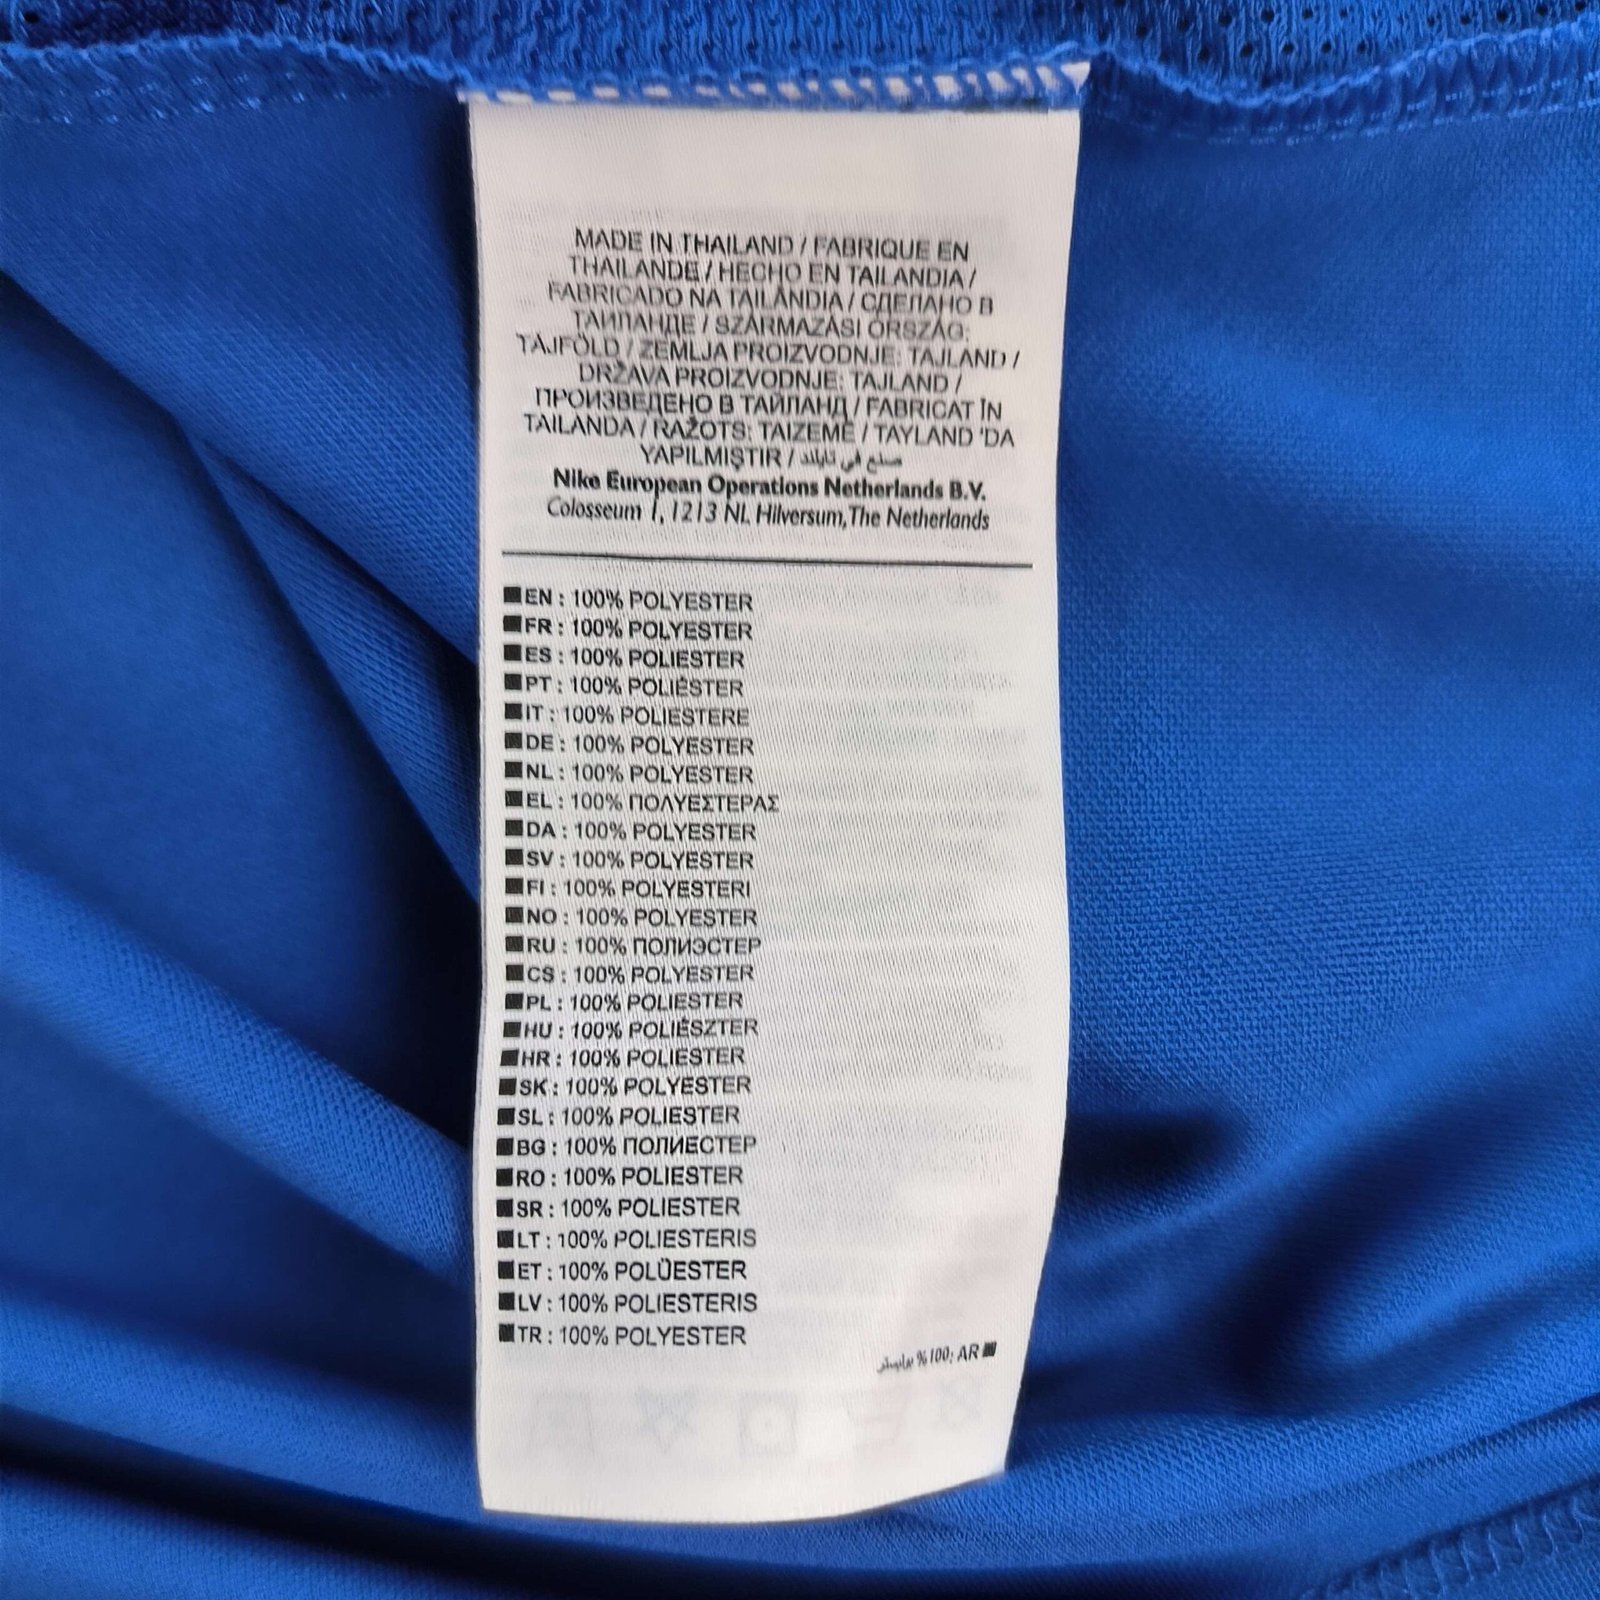 MADE IN THAILAND / FABRIQUE EN
THAILANDE / HECHO EN TAILANDIA /
FABRICADO NA TAILÂNDIA / СДЕЛАНО В
ТАИЛАНДЕ / SZÁRMAZÁSI ORSZÁG:
TÁJFÖLD / ZEMLJA PROIZVODNJE: TAJLAND /
DRŽAVA PROIZVODNJE: TAJLAND /
ПРОИЗВЕДЕНО В ТАЙЛАНД / FABRICAT ÎN
TAILANDA / RAŽOTS: TAIZEME / TAYLAND 'DA
YAPILMIŞTIR / صنع في تايلند
Nike European Operations Netherlands B.V.
Colosseum 1, 1213 NL Hilversum, The Netherlands
EN : 100% POLYESTER
FR : 100% POLYESTER
ES : 100% POLIESTER
PT : 100% POLIÉSTER
IT : 100% POLIESTERE
DE : 100% POLYESTER
NL : 100% POLYESTER
EL : 100% ΠΟΛΥΕΣΤΕΡΑΣ
DA : 100% POLYESTER
SV : 100% POLYESTER
FI : 100% POLYESTERI
NO : 100% POLYESTER
RU : 100% ПОЛИЭСТЕР
CS : 100% POLYESTER
PL : 100% POLIESTER
HU : 100% POLIÉSZTER
HR : 100% POLIESTER
SK : 100% POLYESTER
SL : 100% POLIESTER
BG : 100% ПОЛИЕСТЕР
RO : 100% POLIESTER
SR : 100% POLIESTER
LT : 100% POLIESTERIS
ET : 100% POLÜESTER
LV : 100% POLIESTERIS
TR : 100% POLYESTER
AR :100% بوليستر